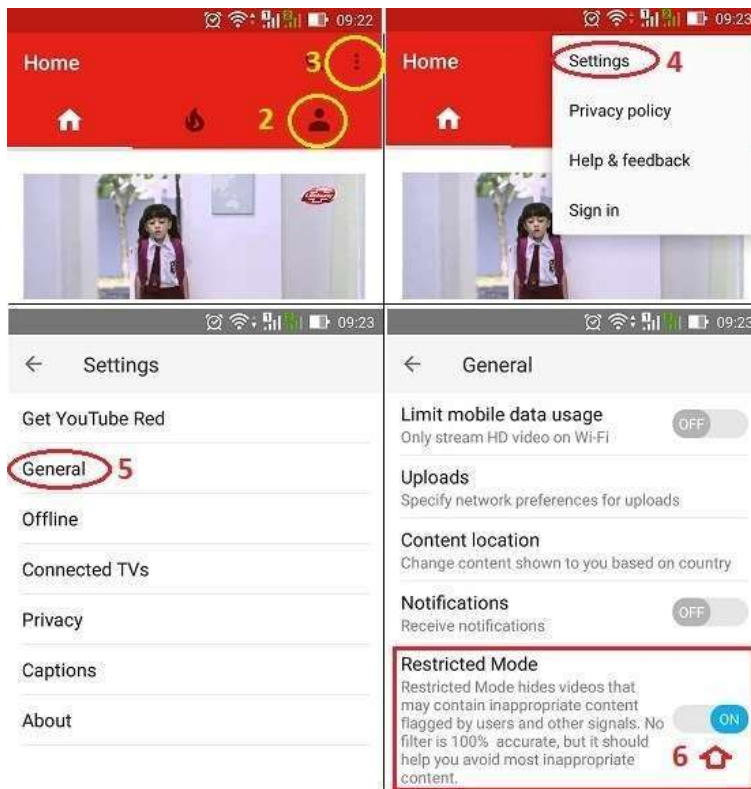 09:22
Home
3
2
09:23
Home
Settings
4
Privacy policy
Help & feedback
Sign in
09:23
Settings
Get YouTube Red
General
5
Offline
Connected TVs
Privacy
Captions
About
09:23
General
Limit mobile data usage
Only stream HD video on Wi-Fi
OFF
Uploads
Specify network preferences for uploads
Content location
Change content shown to you based on country
Notifications
Receive notifications
OFF
Restricted Mode
Restricted Mode hides videos that
may contain inappropriate content
flagged by users and other signals. No
filter is 100% accurate, but it should
help you avoid most inappropriate
content.
ON
6